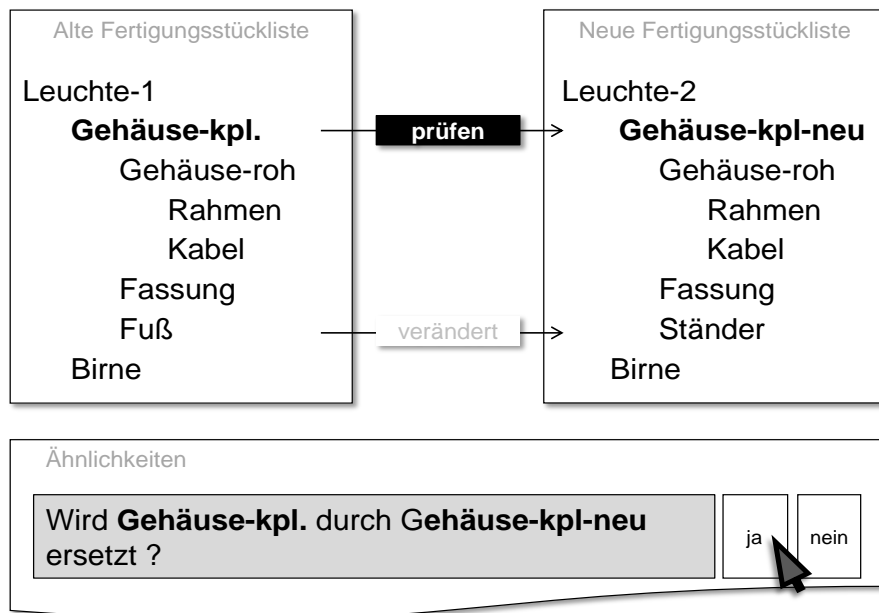 Alte Fertigungsstückliste
Leuchte-1
Gehäuse-kpl.
Gehäuse-roh
Rahmen
Kabel
Fassung
Fuß
Birne
prüfen
verändert
Neue Fertigungsstückliste
Leuchte-2
Gehäuse-kpl-neu
Gehäuse-roh
Rahmen
Kabel
Fassung
Ständer
Birne
Ähnlichkeiten
Wird Gehäuse-kpl. durch Gehäuse-kpl-neu
ersetzt ?
ja
nein